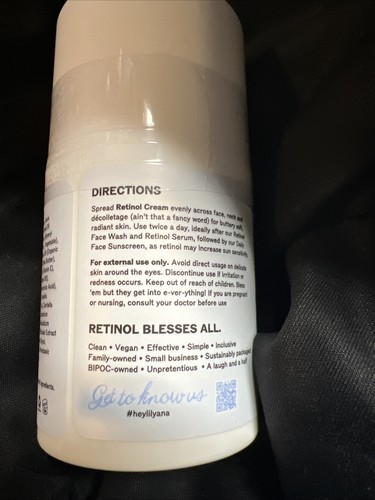 DIRECTIONS
Spread Retinol Cream evenly across face, neck and
décolletage (ain't that a fancy word) for buttery soft,
radiant skin. Use twice a day, ideally after our Retinol
Face Wash and Retinol Serum, followed by our Daily
Face Sunscreen, as retinol may increase sun sensitivity.
For external use only. Avoid direct usage on delicate
skin around the eyes. Discontinue use if irritation or
redness occurs. Keep out of reach of children. Bless
'em but they get into e-ver-ything! If you are pregnant
or nursing, consult your doctor before use
RETINOL BLESSES ALL.
Clean • Vegan • Effective • Simple • Inclusive
Family-owned • Small business • Sustainably packaged
BIPOC-owned • Unpretentious • A laugh and a half
Get to know us
#heylilyana